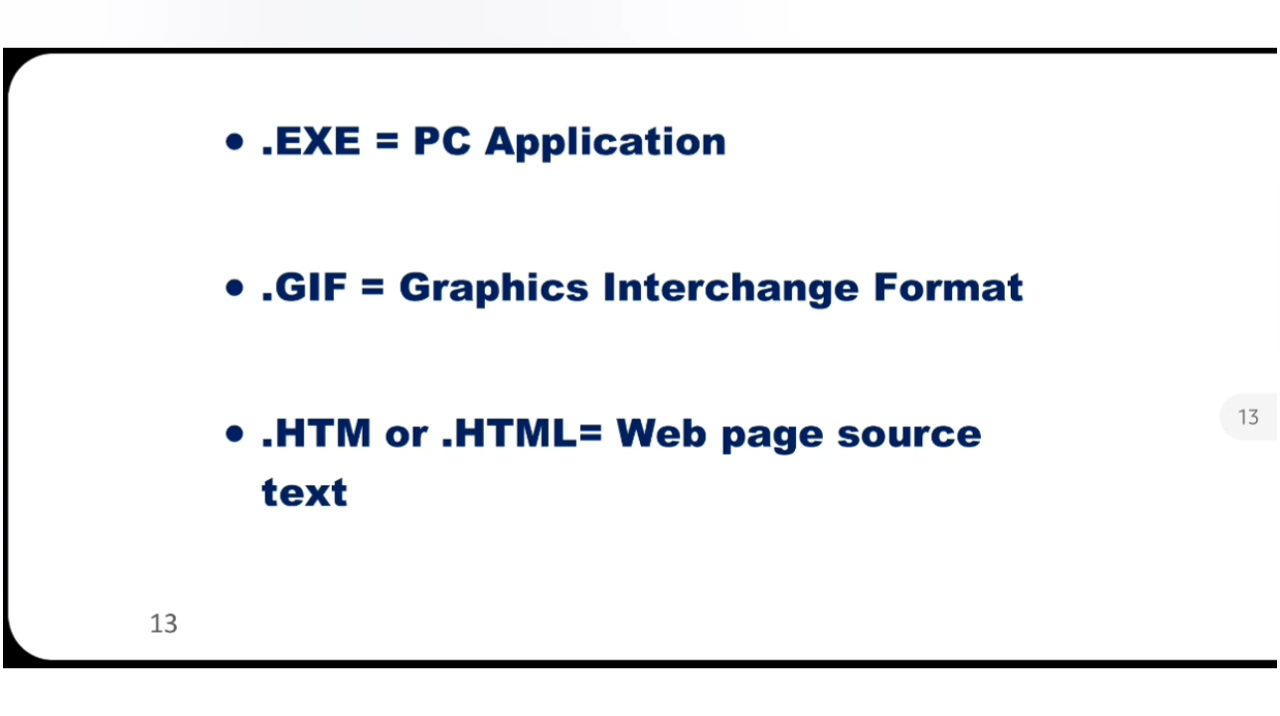 • .EXE = PC Application
• .GIF = Graphics Interchange Format
• .HTM or .HTML= Web page source
text
13
13